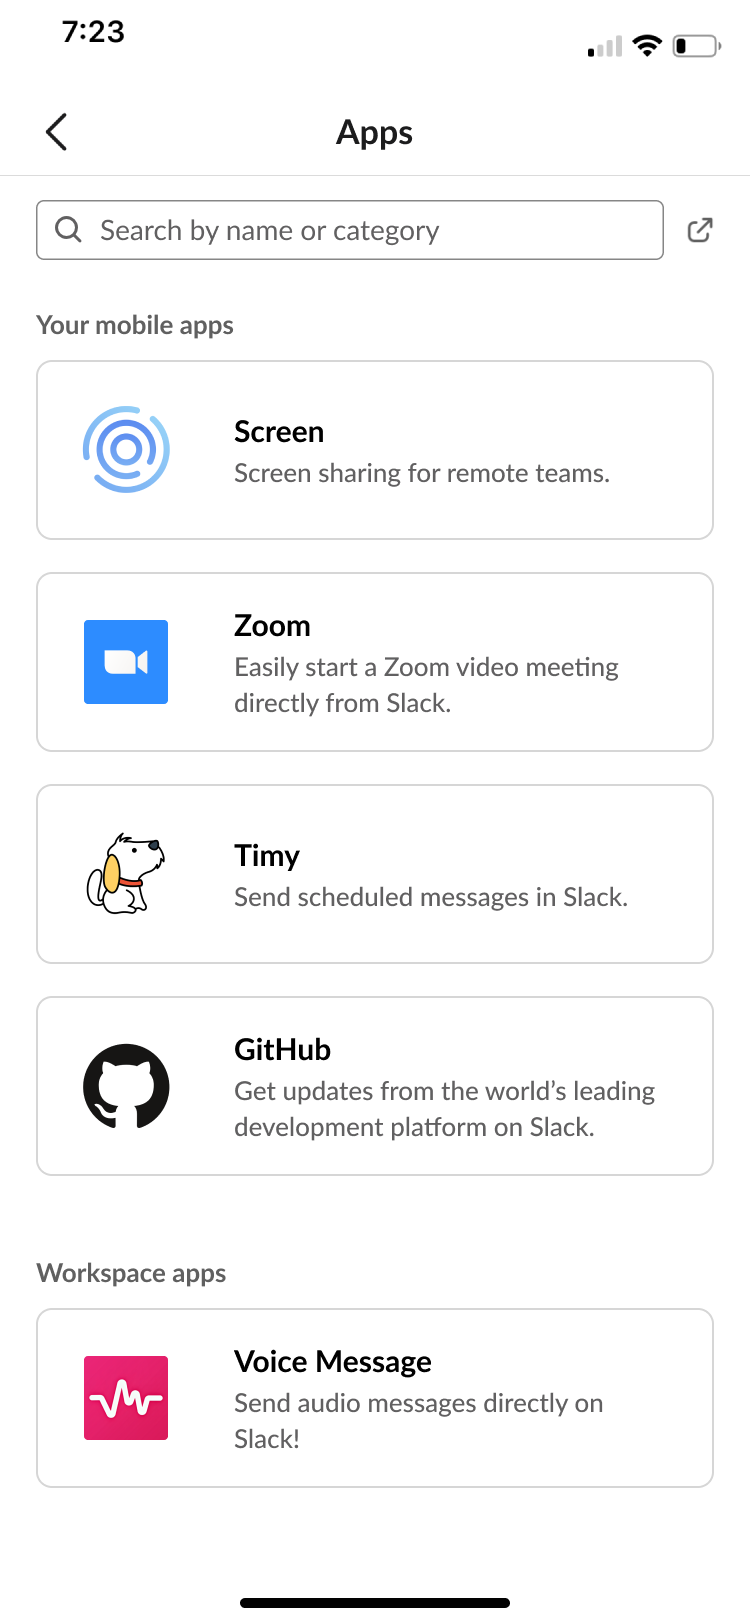 7:23
Apps
Search by name or category
Your mobile apps
Screen
Screen sharing for remote teams.
Zoom
Easily start a Zoom video meeting
directly from Slack.
Timy
Send scheduled messages in Slack.
GitHub
Get updates from the world’s leading
development platform on Slack.
Workspace apps
Voice Message
Send audio messages directly on
Slack!